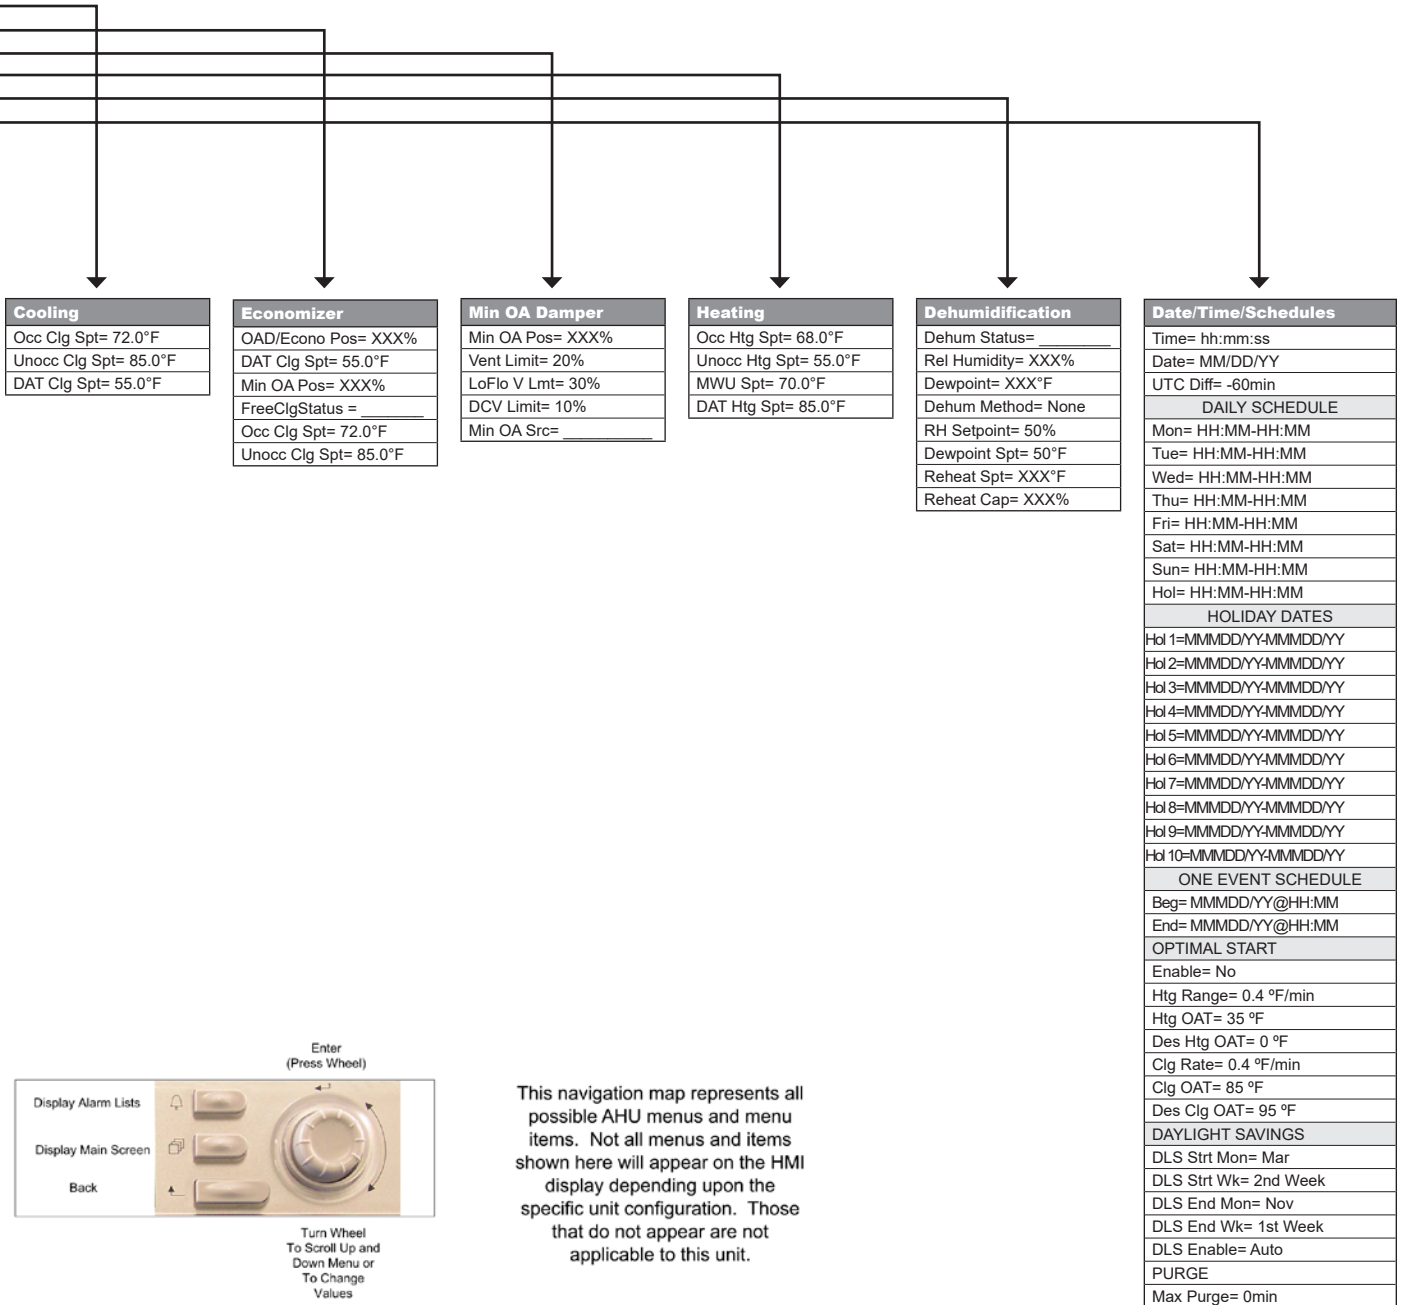 Cooling
Occ Clg Spt= 72.0°F
Unocc Clg Spt= 85.0°F
DAT Clg Spt= 55.0°F
Economizer
OAD/Econo Pos= XXX%
DAT Clg Spt= 55.0°F
Min OA Pos= XXX%
FreeClgStatus = _______
Occ Clg Spt= 72.0°F
Unocc Clg Spt= 85.0°F
Min OA Damper
Min OA Pos= XXX%
Vent Limit= 20%
LoFlo V Lmt= 30%
DCV Limit= 10%
Min OA Src= __________
Heating
Occ Htg Spt= 68.0°F
Unocc Htg Spt= 55.0°F
MWU Spt= 70.0°F
DAT Htg Spt= 85.0°F
Dehumidification
Dehum Status= ________
Rel Humidity= XXX%
Dewpoint= XXX°F
Dehum Method= None
RH Setpoint= 50%
Dewpoint Spt= 50°F
Reheat Spt= XXX°F
Reheat Cap= XXX%
Date/Time/Schedules
Time= hh:mm:ss
Date= MM/DD/YY
UTC Diff= -60min
DAILY SCHEDULE
Mon= HH:MM-HH:MM
Tue= HH:MM-HH:MM
Wed= HH:MM-HH:MM
Thu= HH:MM-HH:MM
Fri= HH:MM-HH:MM
Sat= HH:MM-HH:MM
Sun= HH:MM-HH:MM
Hol= HH:MM-HH:MM
HOLIDAY DATES
Hol 1=MMMDD/YY-MMMDD/YY
Hol 2=MMMDD/YY-MMMDD/YY
Hol 3=MMMDD/YY-MMMDD/YY
Hol 4=MMMDD/YY-MMMDD/YY
Hol 5=MMMDD/YY-MMMDD/YY
Hol 6=MMMDD/YY-MMMDD/YY
Hol 7=MMMDD/YY-MMMDD/YY
Hol 8=MMMDD/YY-MMMDD/YY
Hol 9=MMMDD/YY-MMMDD/YY
Hol 10=MMMDD/YY-MMMDD/YY
ONE EVENT SCHEDULE
Beg= MMMDD/YY@HH:MM
End= MMMDD/YY@HH:MM
OPTIMAL START
Enable= No
Htg Range= 0.4 ºF/min
Htg OAT= 35 ºF
Des Htg OAT= 0 ºF
Clg Rate= 0.4 ºF/min
Clg OAT= 85 ºF
Des Clg OAT= 95 ºF
DAYLIGHT SAVINGS
DLS Strt Mon= Mar
DLS Strt Wk= 2nd Week
DLS End Mon= Nov
DLS End Wk= 1st Week
DLS Enable= Auto
PURGE
Max Purge= 0min
Enter
(Press Wheel)
Display Alarm Lists
Display Main Screen
Back
Turn Wheel
To Scroll Up and
Down Menu or
To Change
Values
This navigation map represents all
possible AHU menus and menu
items. Not all menus and items
shown here will appear on the HMI
display depending upon the
specific unit configuration. Those
that do not appear are not
applicable to this unit.